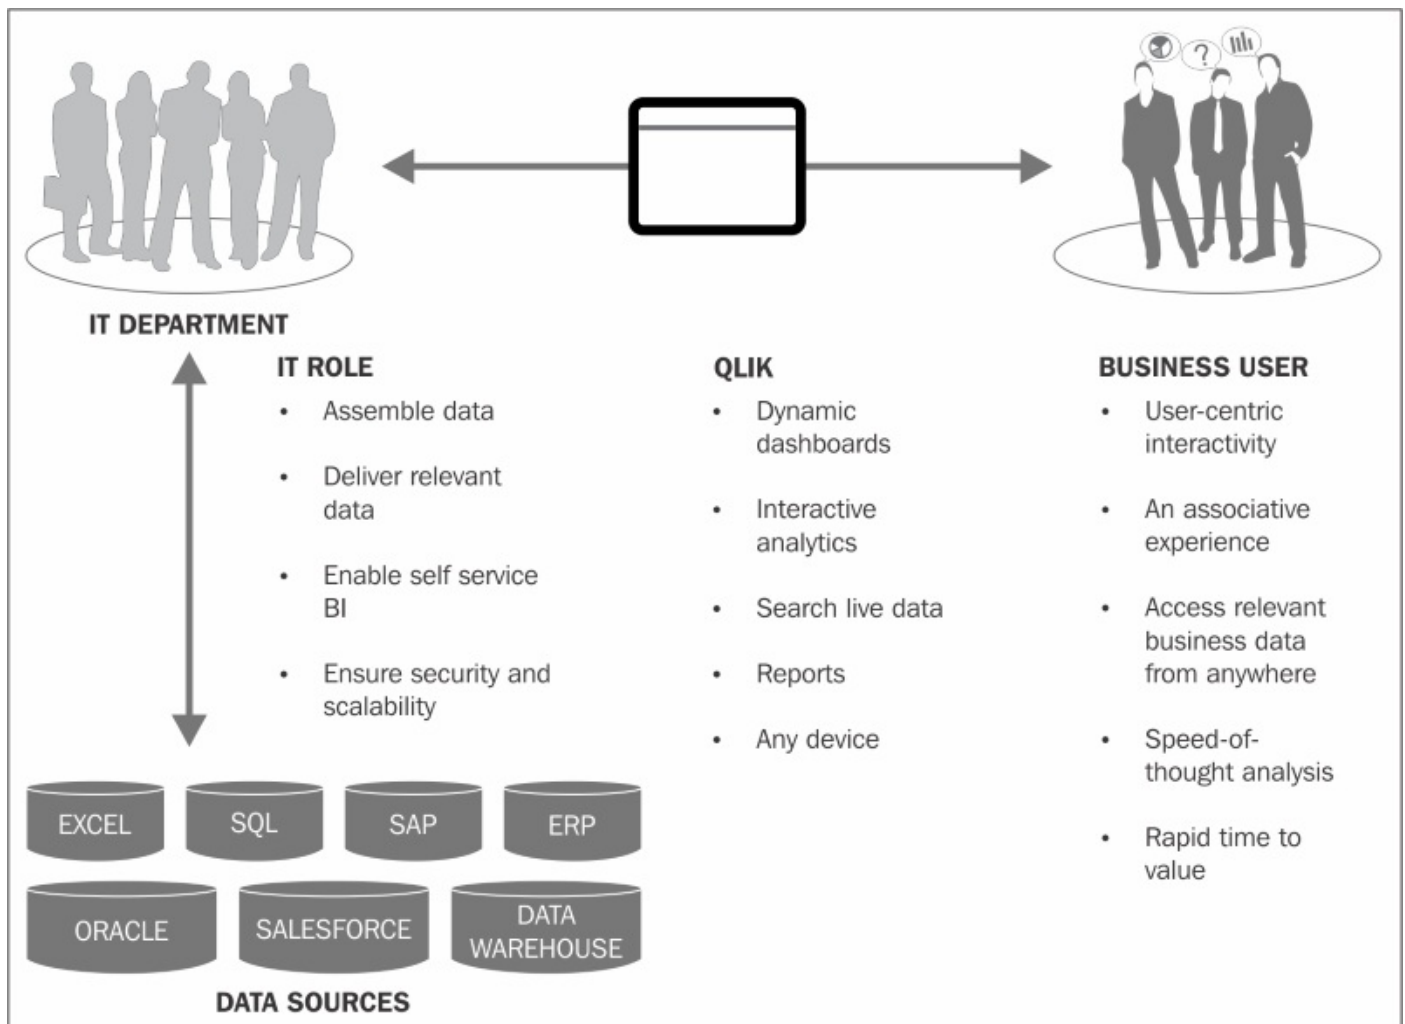 ?
IT DEPARTMENT
IT ROLE
• Assemble data
• Deliver relevant
data
• Enable self service
BI
• Ensure security and
scalability
QLIK
• Dynamic
dashboards
• Interactive
analytics
• Search live data
• Reports
• Any device
BUSINESS USER
• User-centric
interactivity
• An associative
experience
• Access relevant
business data
from anywhere
• Speed-of-
thought analysis
• Rapid time to
value
EXCEL
SQL
SAP
ERP
ORACLE
SALESFORCE
DATA
WAREHOUSE
DATA SOURCES